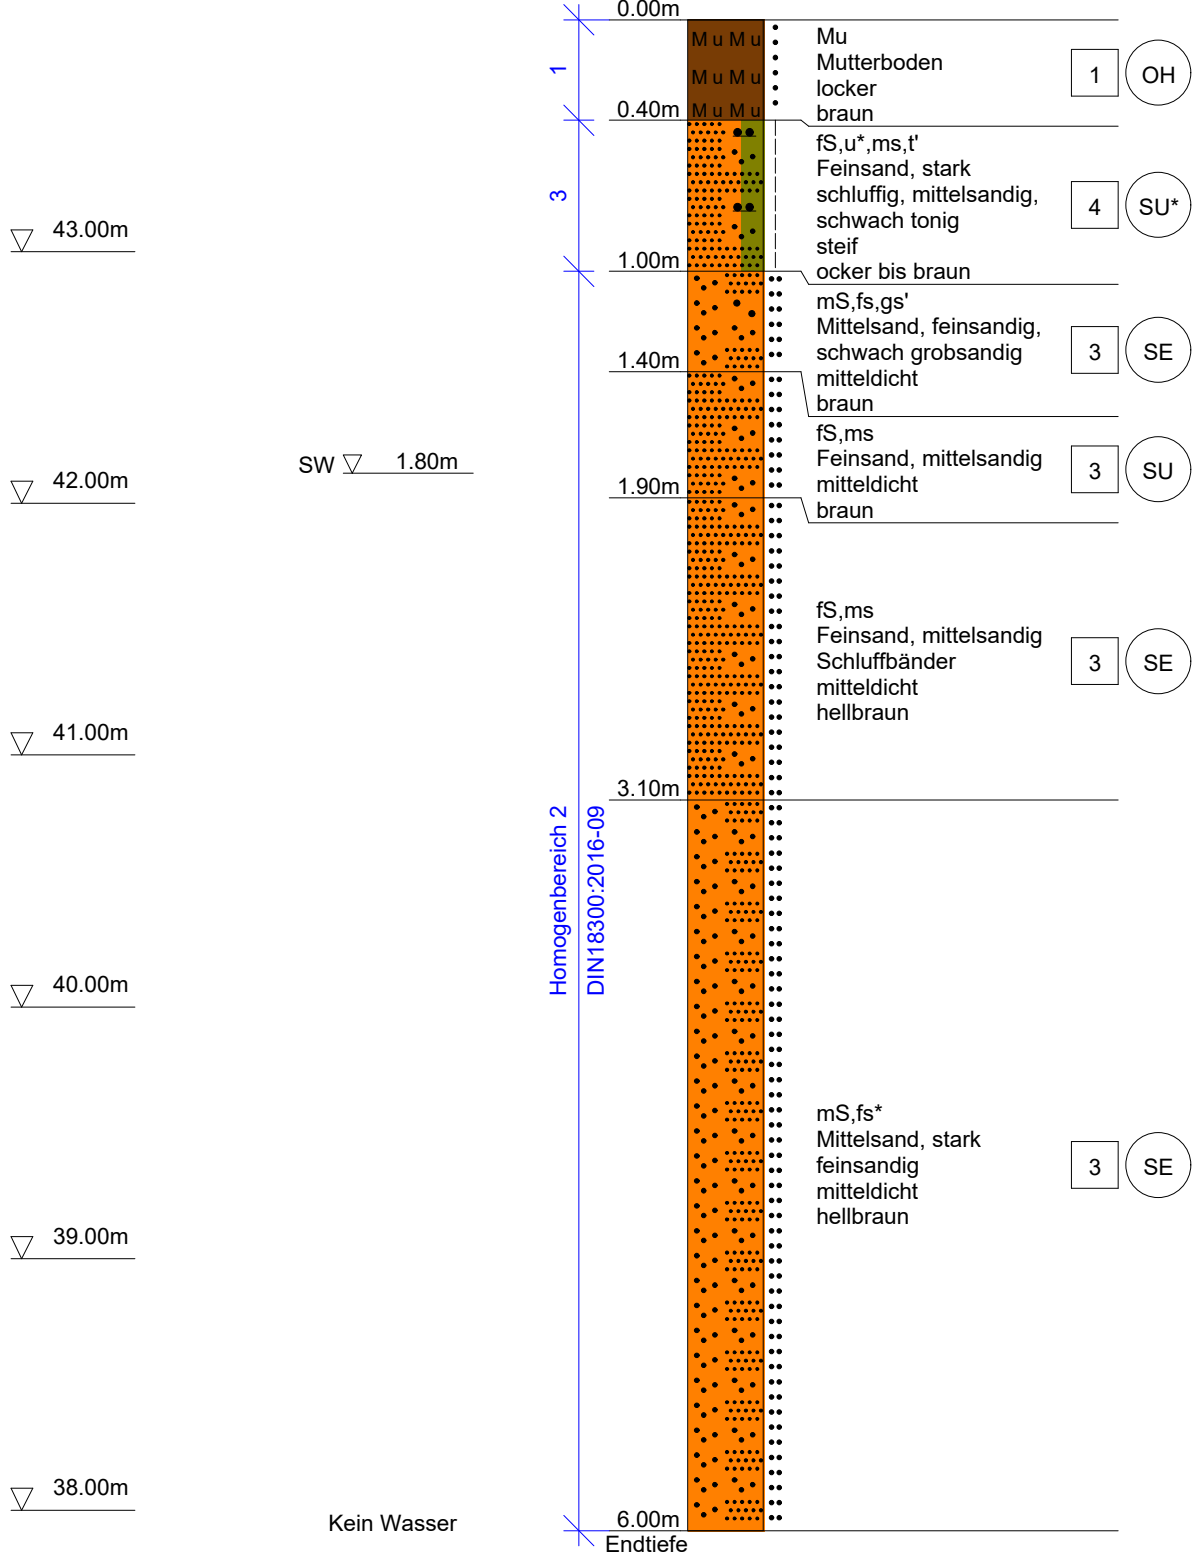 0.00m
M u M u
M u M u
M u M u
1
Mu
Mutterboden
locker
braun
1
OH
0.40m
3
fS,u*,ms,t'
Feinsand, stark
schluffig, mittelsandig,
schwach tonig
steif
ocker bis braun
4
SU*
43.00m
1.00m
mS,fs,gs'
Mittelsand, feinsandig,
schwach grobsandig
mitteldicht
braun
3
SE
1.40m
fS,ms
Feinsand, mittelsandig
mitteldicht
braun
3
SU
SW 1.80m
42.00m
1.90m
fS,ms
Feinsand, mittelsandig
Schluffbänder
mitteldicht
hellbraun
3
SE
41.00m
3.10m
Homogenbereich 2
DIN18300:2016-09
40.00m
mS,fs*
Mittelsand, stark
feinsandig
mitteldicht
hellbraun
3
SE
39.00m
38.00m
Kein Wasser
6.00m
Endtiefe